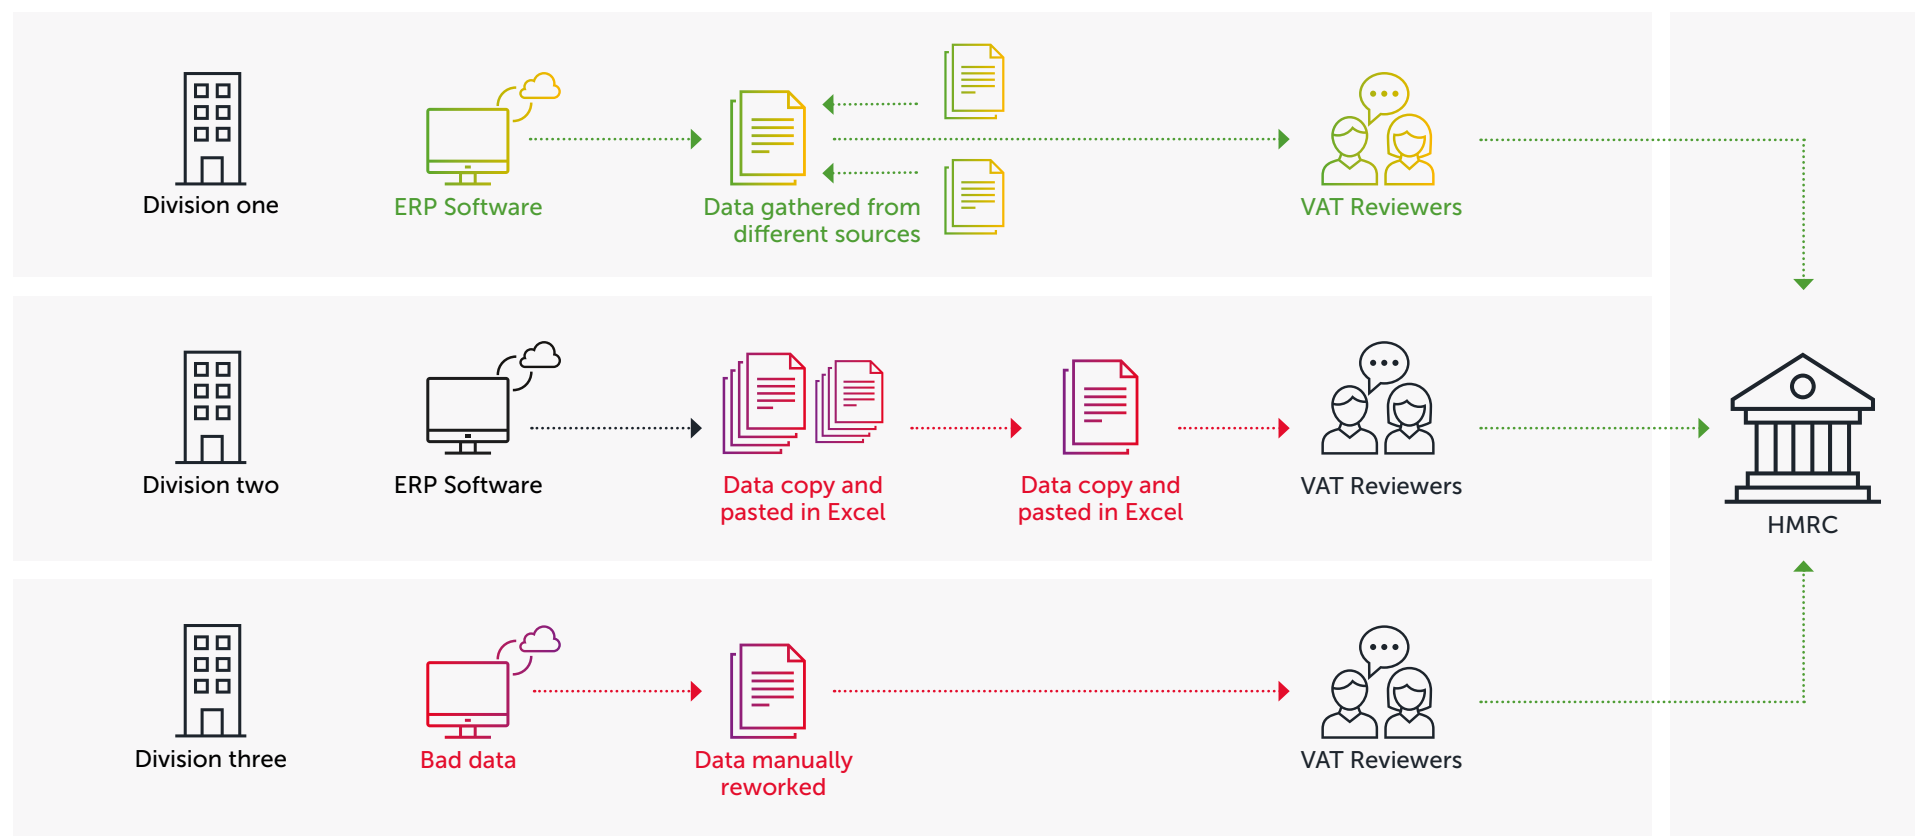 Division one
ERP Software
Data gathered from
different sources
VAT Reviewers
Division two
ERP Software
Data copy and
pasted in Excel
Data copy and
pasted in Excel
VAT Reviewers
HMRC
Division three
Bad data
Data manually
reworked
VAT Reviewers